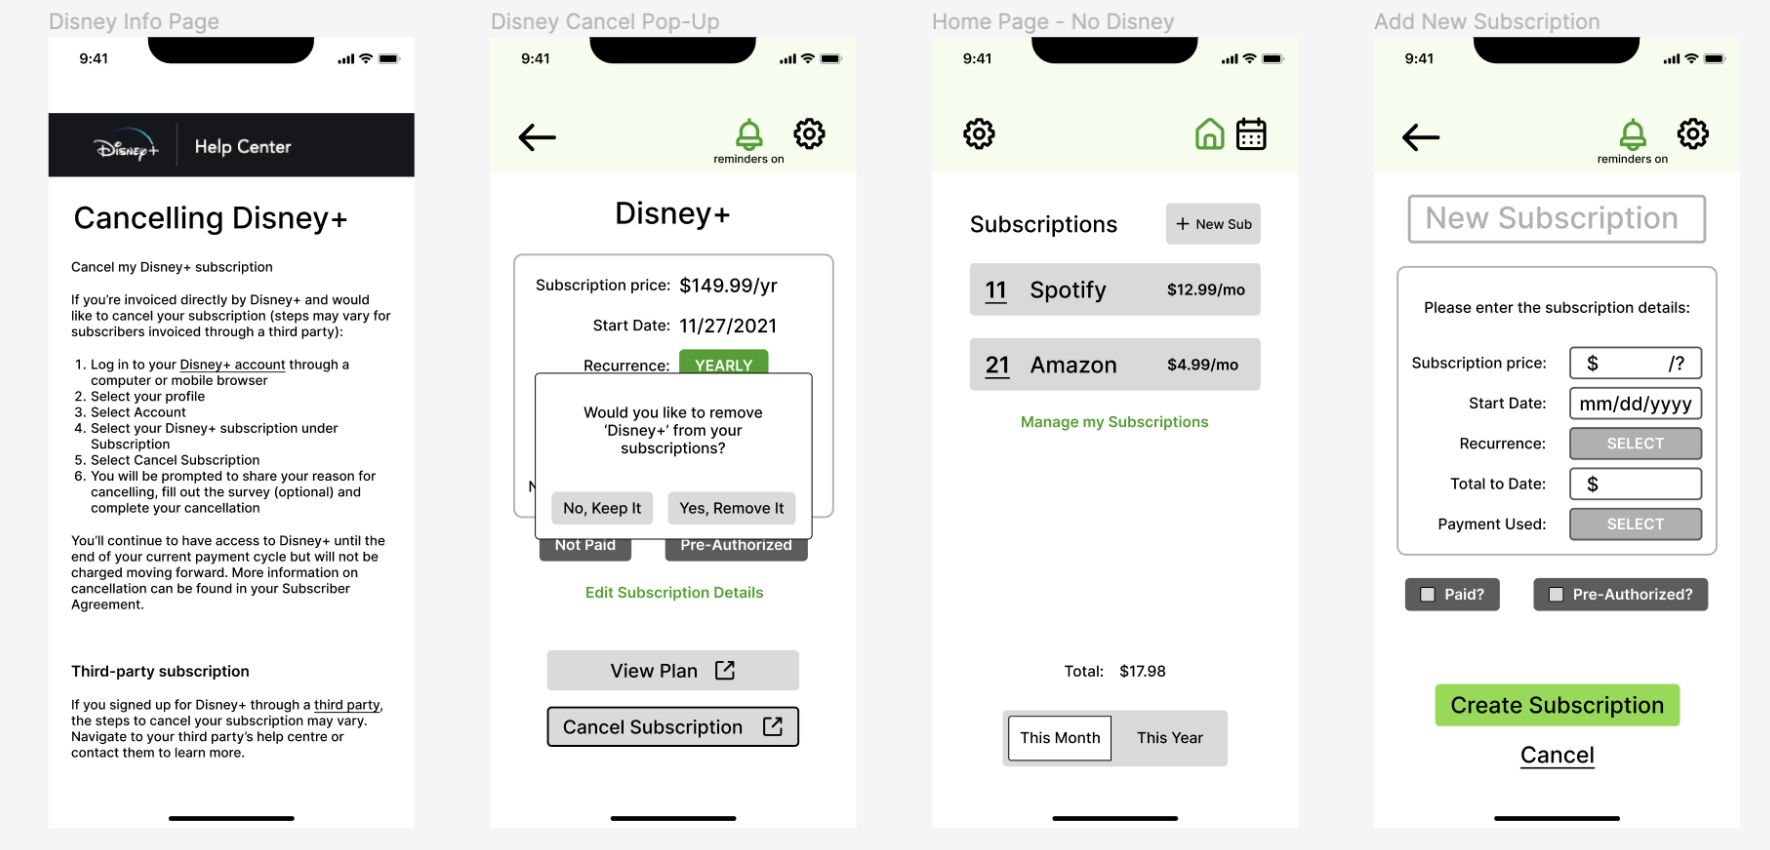 Disney Info Page
9:41
Disney+
Help Center
Cancelling Disney+
Cancel my Disney+ subscription
If you're invoiced directly by Disney+ and would
like to cancel your subscription (steps may vary for
subscribers invoiced through a third party):
1. Log in to your Disney+ account through a
computer or mobile browser
2. Select your profile
3. Select Account
4. Select your Disney+ subscription under
Subscription
5. Select Cancel Subscription
6. You will be prompted to share your reason for
cancelling, fill out the survey (optional) and
complete your cancellation
You'll continue to have access to Disney+ until the
end of your current payment cycle but will not be
charged moving forward. More information on
cancellation can be found in your Subscriber
Agreement.
Third-party subscription
If you signed up for Disney+ through a third party,
the steps to cancel your subscription may vary.
Navigate to your third party's help centre or
contact them to learn more.
Disney Cancel Pop-Up
9:41
reminders on
Disney+
Subscription price: $149.99/yr
Start Date: 11/27/2021
Recurrence: YEARLY
Would you like to remove
'Disney+' from your
subscriptions?
No, Keep It
Yes, Remove It
Not Paid
Pre-Authorized
Edit Subscription Details
View Plan
Cancel Subscription
Home Page - No Disney
9:41
Subscriptions
+ New Sub
11 Spotify $12.99/mo
21 Amazon $4.99/mo
Manage my Subscriptions
Total: $17.98
This Month
This Year
Add New Subscription
9:41
reminders on
New Subscription
Please enter the subscription details:
Subscription price: $ /?
Start Date: mm/dd/yyyy
Recurrence: SELECT
Total to Date: $
Payment Used: SELECT
Paid?
Pre-Authorized?
Create Subscription
Cancel